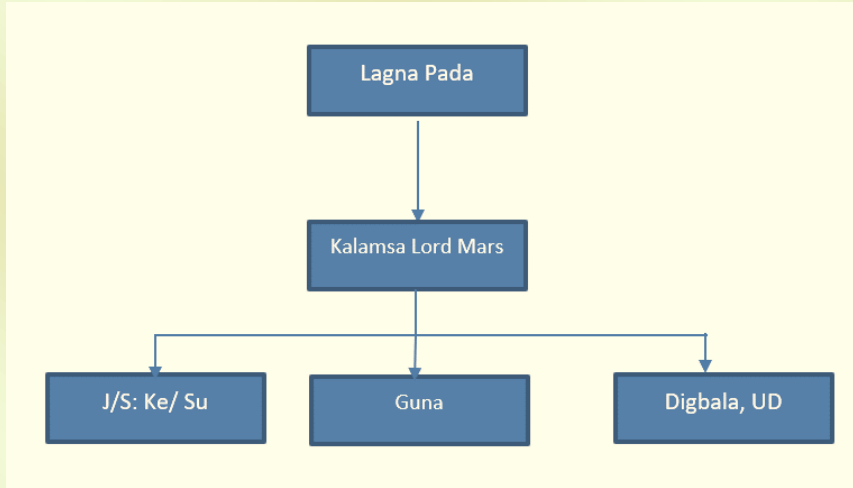 Lagna Pada
Kalamsa Lord Mars
J/S: Ke/ Su
Guna
Digbala, UD